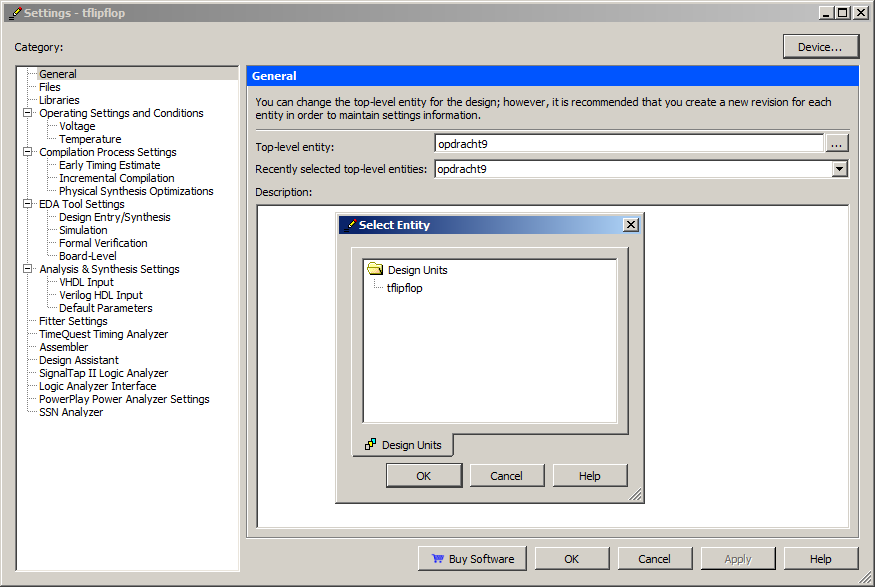 Settings - tflipflop
Category:
Device...
General
Files
Libraries
Operating Settings and Conditions
Voltage
Temperature
Compilation Process Settings
Early Timing Estimate
Incremental Compilation
Physical Synthesis Optimizations
EDA Tool Settings
Design Entry/Synthesis
Simulation
Formal Verification
Board-Level
Analysis & Synthesis Settings
VHDL Input
Verilog HDL Input
Default Parameters
Fitter Settings
TimeQuest Timing Analyzer
Assembler
Design Assistant
SignalTap II Logic Analyzer
Logic Analyzer Interface
PowerPlay Power Analyzer Settings
SSN Analyzer
General
You can change the top-level entity for the design; however, it is recommended that you create a new revision for each
entity in order to maintain settings information.
Top-level entity: opdracht9 ...
Recently selected top-level entities: opdracht9
Description:
Select Entity
Design Units
tflipflop
Design Units
OK Cancel Help
Buy Software OK Cancel Apply Help